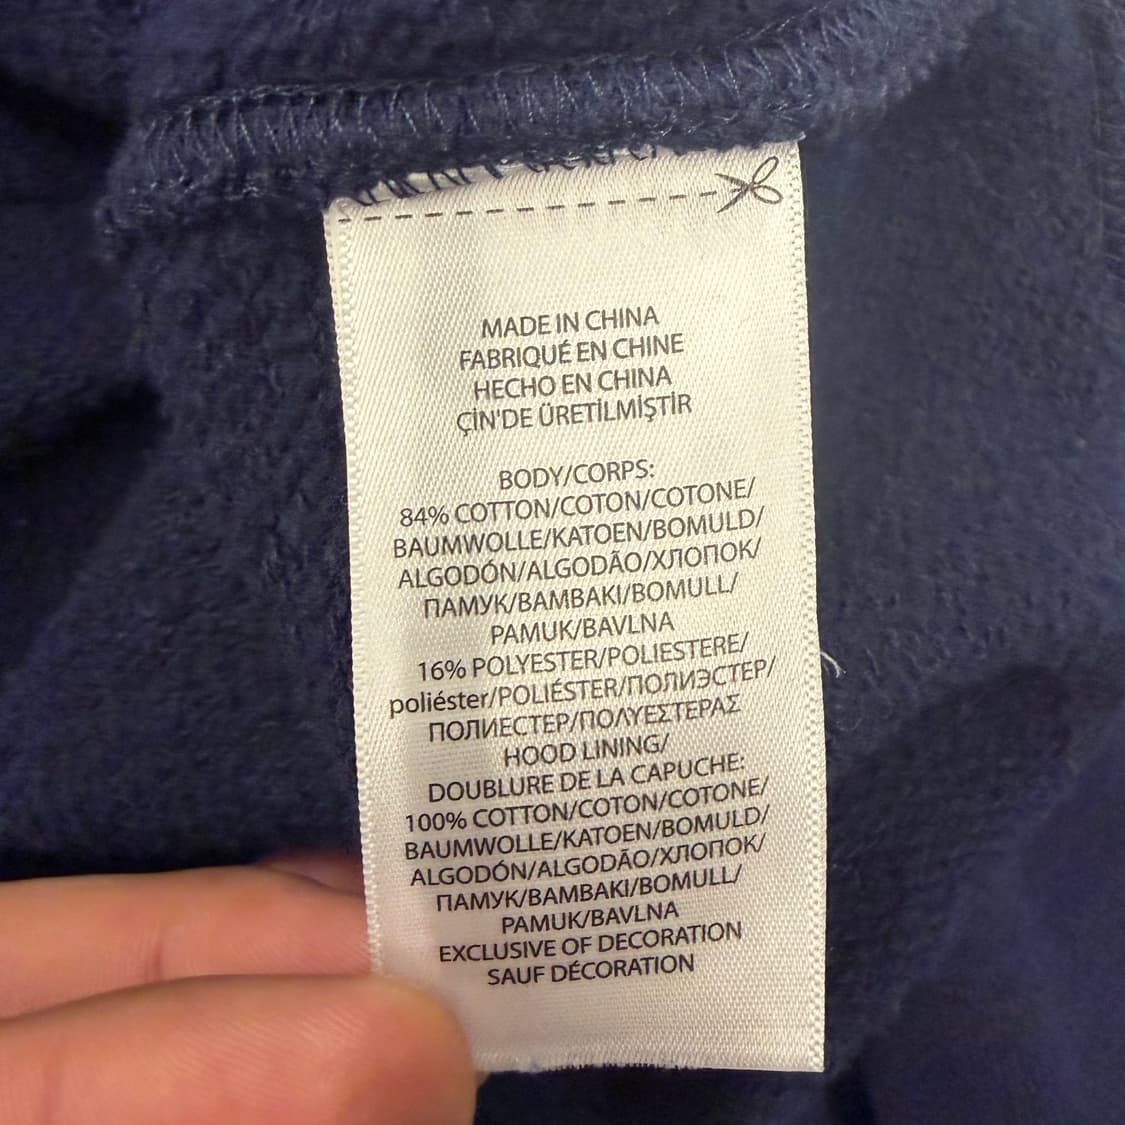 MADE IN CHINA
FABRIQUÉ EN CHINE
HECHO EN CHINA
ÇİN'DE ÜRETİLMİŞTİR
BODY/CORPS:
84% COTTON/COTON/COTONE/
BAUMWOLLE/KATOEN/BOMULD/
ALGODÓN/ALGODÃO/ХЛОПОК/
ПАМУК/BAMBAKI/BOMULL/
PAMUK/BAVLNA
16% POLYESTER/POLIESTERE/
poliéster/POLIÉSTER/ПОЛИЭСТЕР/
ПОЛИЕСТЕР/ΠΟΛΥΕΣΤΕΡΑΣ
HOOD LINING/
DOUBLURE DE LA CAPUCHE:
100% COTTON/COTON/COTONE/
BAUMWOLLE/KATOEN/BOMULD/
ALGODÓN/ALGODÃO/ХЛОПОК/
ПАМУК/BAMBAKI/BOMULL/
PAMUK/BAVLNA
EXCLUSIVE OF DECORATION
SAUF DÉCORATION